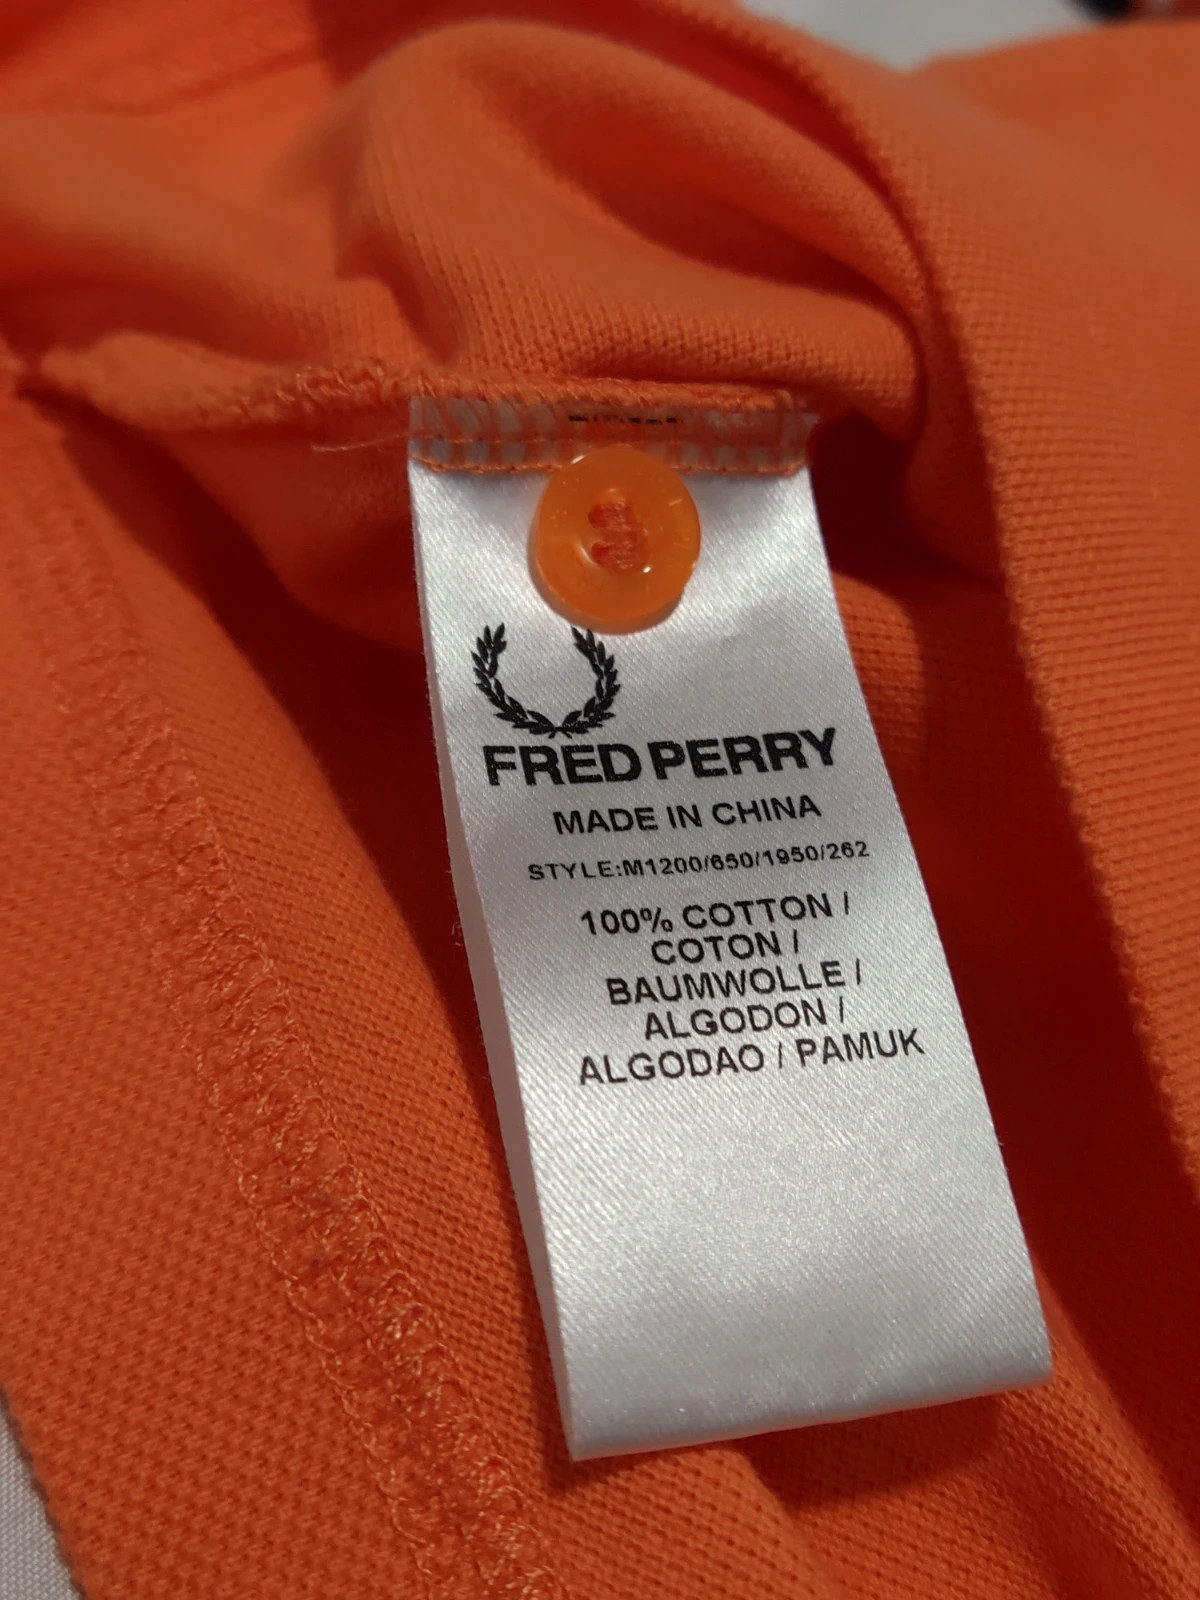 FRED PERRY
MADE IN CHINA
STYLE:M1200/650/1950/262
100% COTTON /
COTON /
BAUMWOLLE /
ALGODON /
ALGODAO / PAMUK